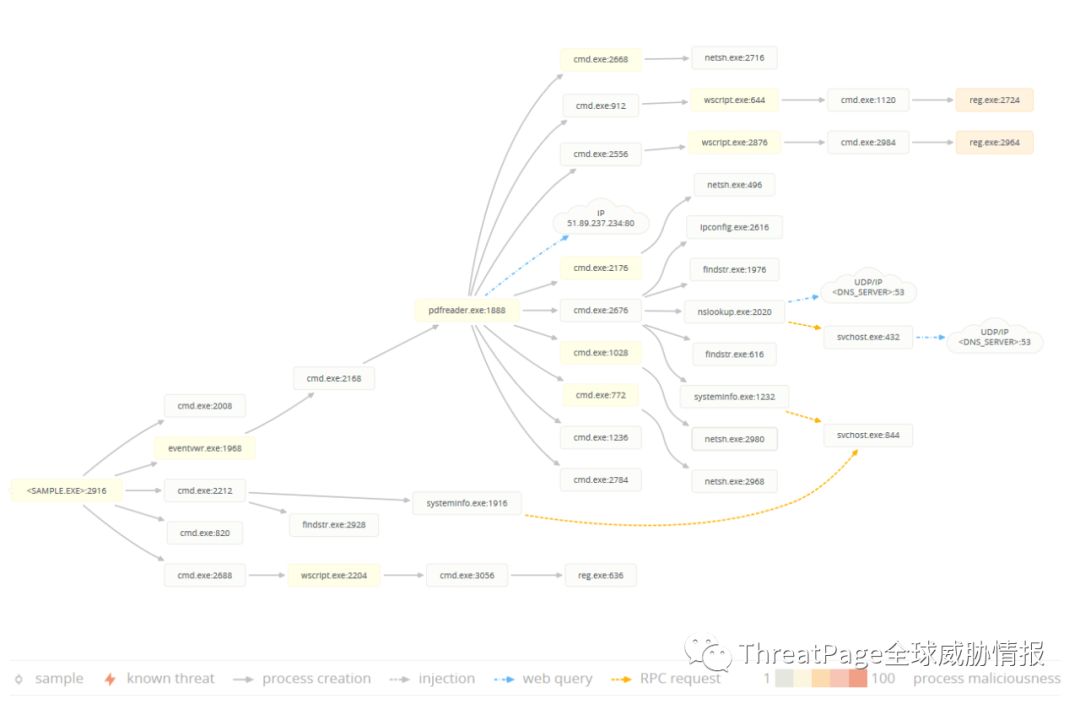 cmd.exe:2668
netsh.exe:2716
cmd.exe:912
wscript.exe:644
cmd.exe:1120
reg.exe:2724
cmd.exe:2556
wscript.exe:2876
cmd.exe:2984
reg.exe:2964
netsh.exe:496
IP
51.89.237.234:80
ipconfig.exe:2616
cmd.exe:2176
findstr.exe:1976
UDP/IP
<DNS_SERVER>:53
pdfreader.exe:1888
cmd.exe:2676
nslookup.exe:2020
svchost.exe:432
UDP/IP
<DNS_SERVER>:53
cmd.exe:1028
findstr.exe:616
cmd.exe:2168
cmd.exe:772
systeminfo.exe:1232
cmd.exe:2008
cmd.exe:1236
netsh.exe:2980
svchost.exe:844
eventvwr.exe:1968
cmd.exe:2784
netsh.exe:2968
<SAMPLE.EXE>:2916
cmd.exe:2212
systeminfo.exe:1916
findstr.exe:2928
cmd.exe:820
cmd.exe:2688
wscript.exe:2204
cmd.exe:3056
reg.exe:636
ThreatPage全球威胁情报
sample
known threat
process creation
injection
web query
RPC request
1
100
process maliciousness